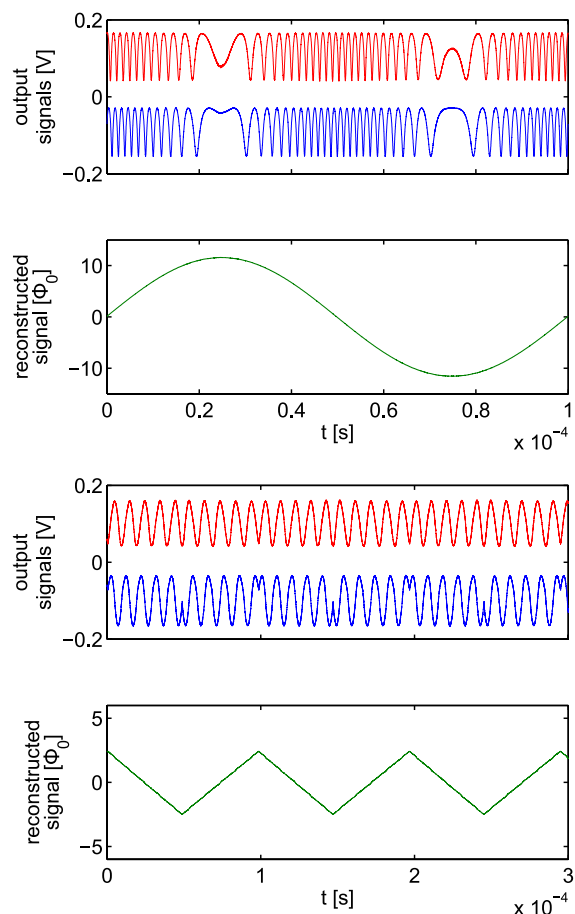 output
signals [V]
0.2
0
−0.2
reconstructed
signal [Φ₀]
10
0
−10
0
0.2
0.4
0.6
0.8
1
t [s]
x 10⁻⁴
output
signals [V]
0.2
0
−0.2
reconstructed
signal [Φ₀]
5
0
−5
0
1
2
3
t [s]
x 10⁻⁴